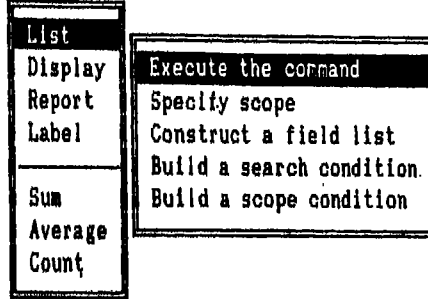 List
Display
Report
Label
Sum
Average
Count
Execute the command
Specify scope
Construct a field list
Build a search condition
Build a scope condition